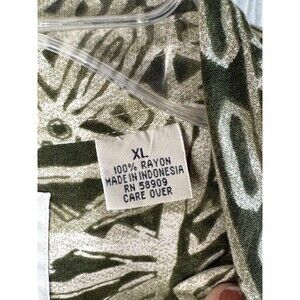 XL
100% RAYON
MADE IN INDONESIA
RN 58909
CARE OVER